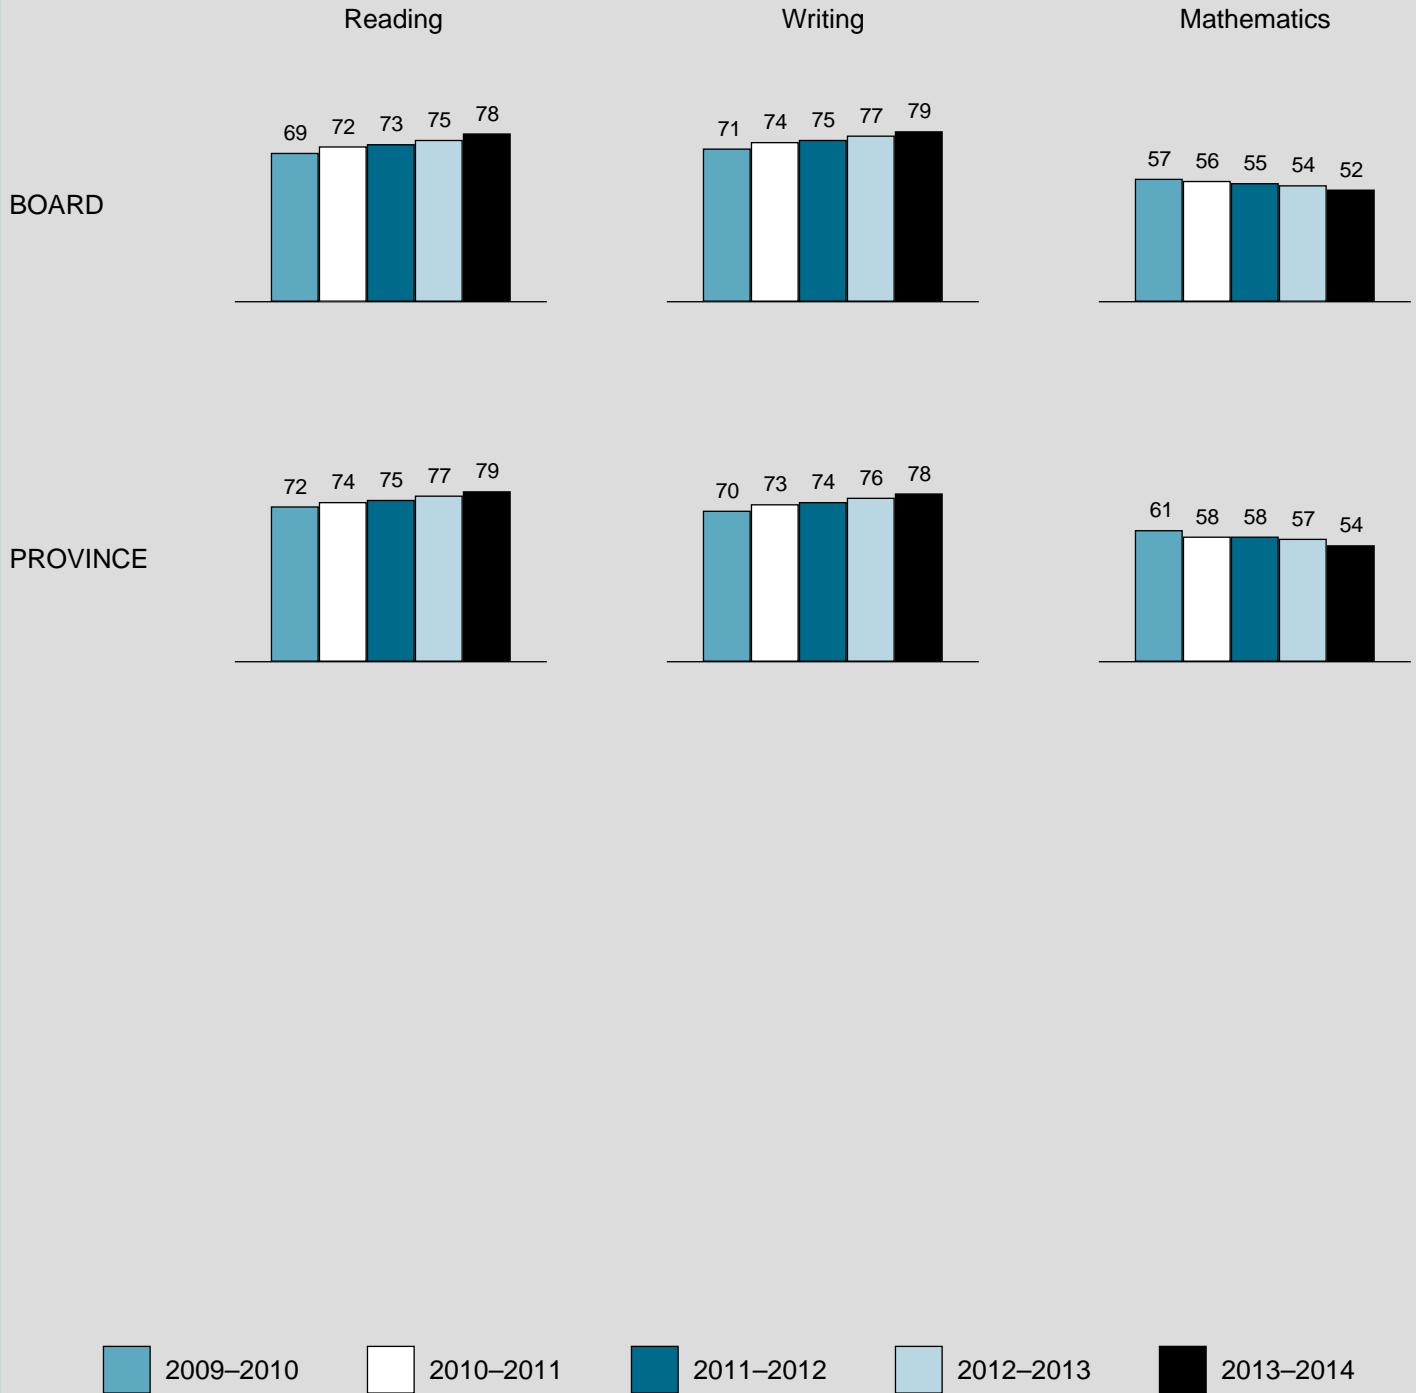 Reading Writing Mathematics
69 72 73 75 78 71 74 75 77 79 57 56 55 54 52
BOARD
72 74 75 77 79 70 73 74 76 78 61 58 58 57 54
PROVINCE
2009–2010 2010–2011 2011–2012 2012–2013 2013–2014